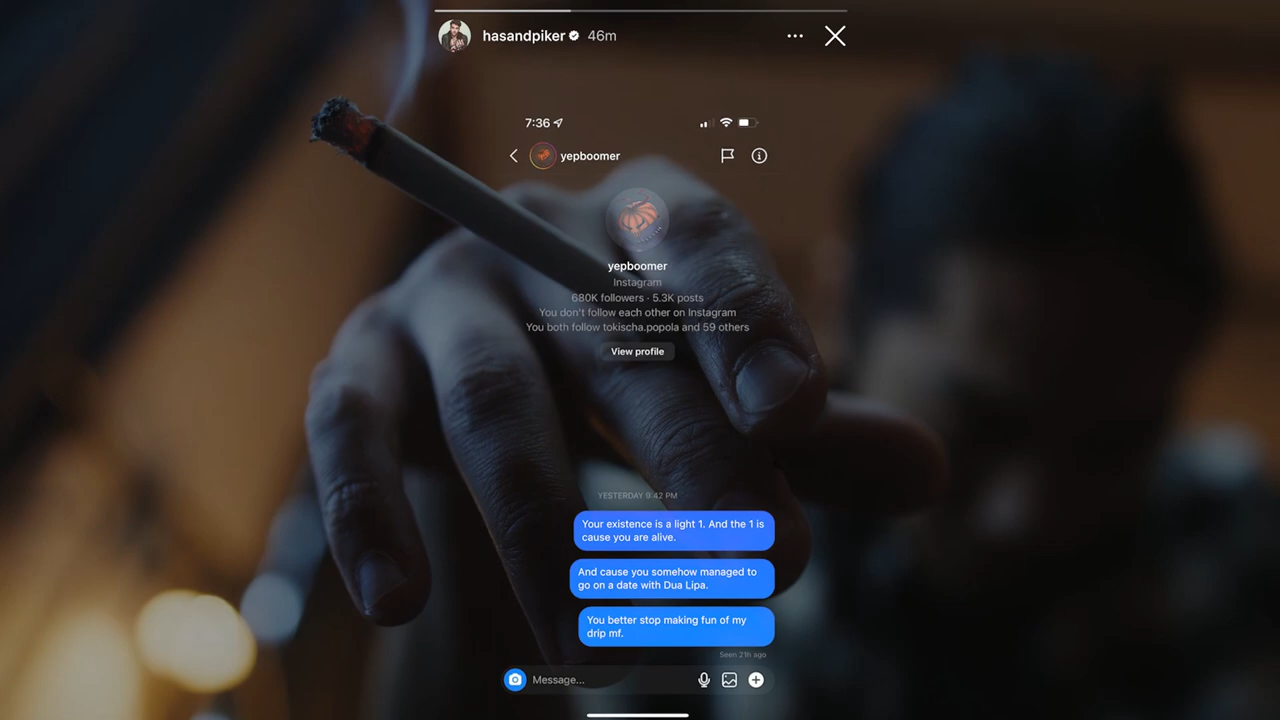 hasandpiker 46m
7:36
yepboomer
yepboomer
Instagram
680K followers · 5.3K posts
You don't follow each other on Instagram
You both follow tokischa.popola and 59 others
View profile
YESTERDAY 9:42 PM
Your existence is a light 1. And the 1 is
cause you are alive.
And cause you somehow managed to
go on a date with Dua Lipa.
You better stop making fun of my
drip mf.
Seen 21h ago
Message...